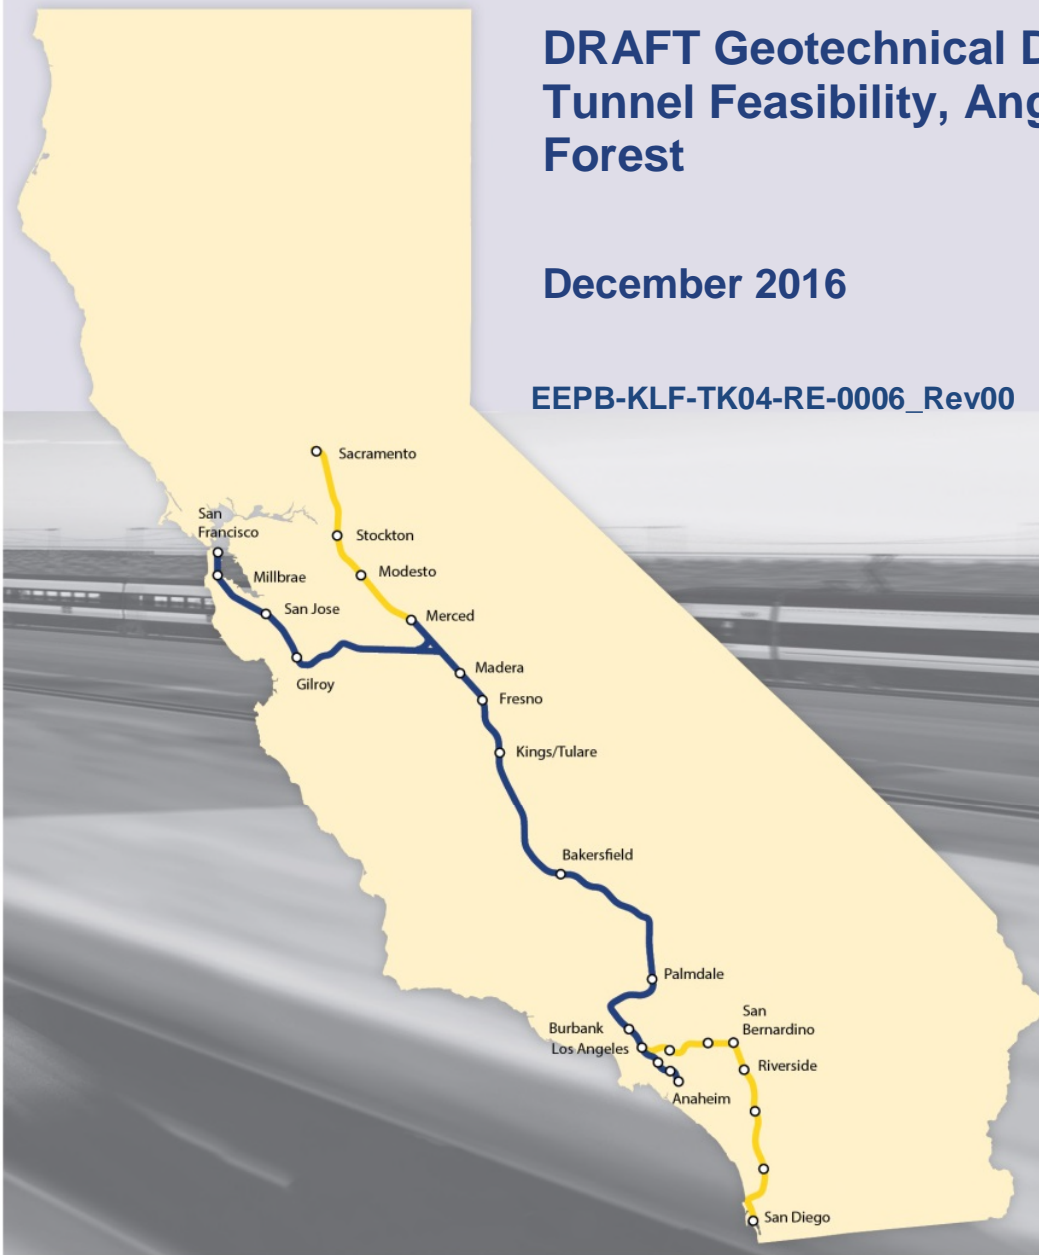 DRAFT Geotechnical
Tunnel Feasibility,
Forest
December 2016
EEPB-KLF-TK04-RE-0006_Rev00
Sacramento
San
Francisco
Stockton
Millbrae
Modesto
San Jose
Merced
Gilroy
Madera
Fresno
Kings/Tulare
Bakersfield
Palmdale
San
Bernardino
Burbank
Los Angeles
Riverside
Anaheim
San Diego